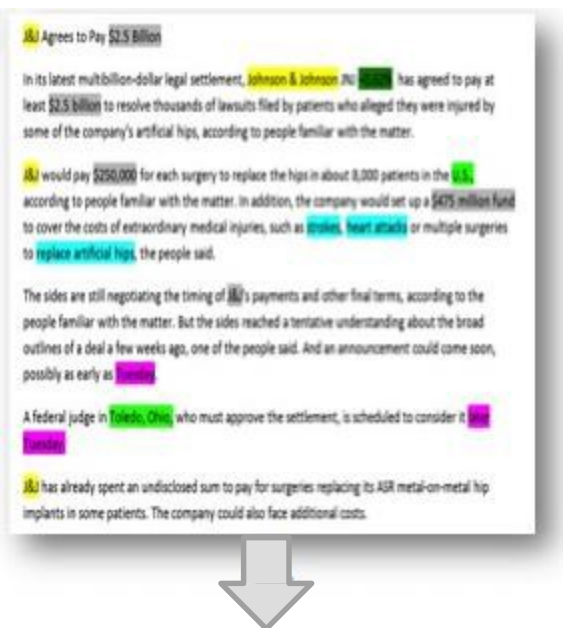 J&J Agrees to Pay $2.5 Billion
In its latest multibillion-dollar legal settlement, Johnson & Johnson JNJ has agreed to pay at
least $2.5 billion to resolve thousands of lawsuits filed by patients who alleged they were injured by
some of the company's artificial hips, according to people familiar with the matter.
J&J would pay $250,000 for each surgery to replace the hips in about 8,000 patients in the U.S.,
according to people familiar with the matter. In addition, the company would set up a $475 million fund
to cover the costs of extraordinary medical injuries, such as strokes, heart attacks or multiple surgeries
to replace artificial hips, the people said.
The sides are still negotiating the timing of J&J's payments and other final terms, according to the
people familiar with the matter. But the sides reached a tentative understanding about the broad
outlines of a deal a few weeks ago, one of the people said. And an announcement could come soon,
possibly as early as Tuesday.
A federal judge in Toledo, Ohio, who must approve the settlement, is scheduled to consider it late
Tuesday.
J&J has already spent an undisclosed sum to pay for surgeries replacing its ASR metal-on-metal hip
implants in some patients. The company could also face additional costs.